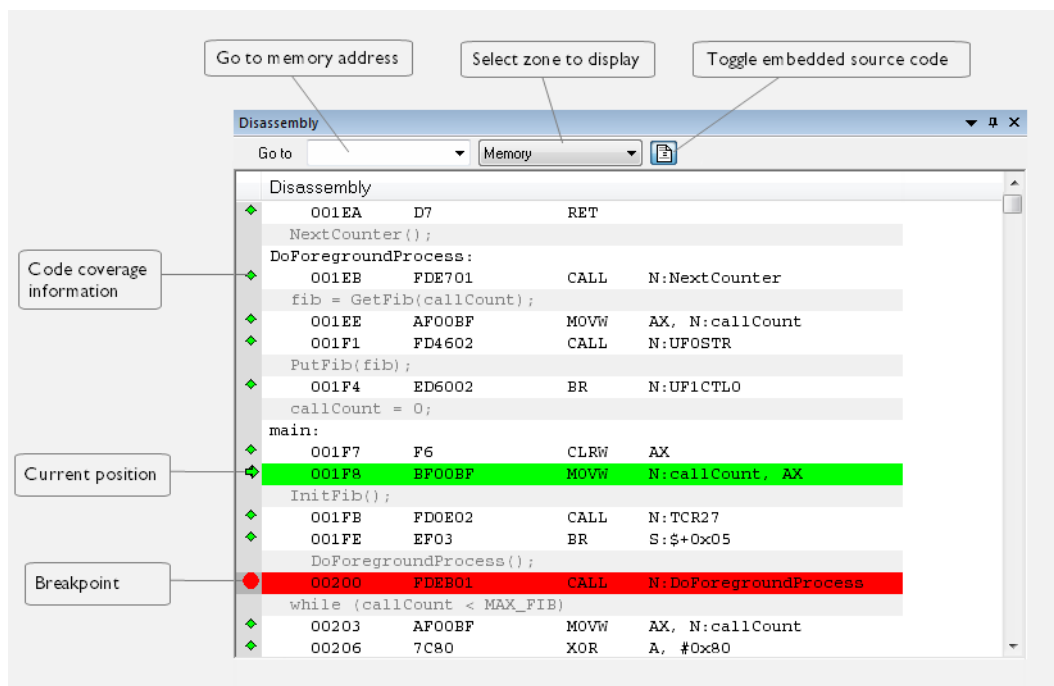 Go to memory address
Select zone to display
Toggle embedded source code
Disassembly
Go to
Memory
Disassembly
001EA D7 RET
NextCounter();
DoForegroundProcess:
Code coverage
information
001EB FDE701 CALL N:NextCounter
fib = GetFib(callCount);
001EE AF00BF MOVW AX, N:callCount
001F1 FD4602 CALL N:UF0STR
PutFib(fib);
001F4 ED6002 BR N:UF1CTL0
callCount = 0;
main:
001F7 F6 CLRW AX
Current position
001F8 BF00BF MOVW N:callCount, AX
InitFib();
001FB FD0E02 CALL N:TCR27
001FE EF03 BR S:$+0x05
DoForegroundProcess();
Breakpoint
00200 FDEB01 CALL N:DoForegroundProcess
while (callCount < MAX_FIB)
00203 AF00BF MOVW AX, N:callCount
00206 7C80 XOR A, #0x80